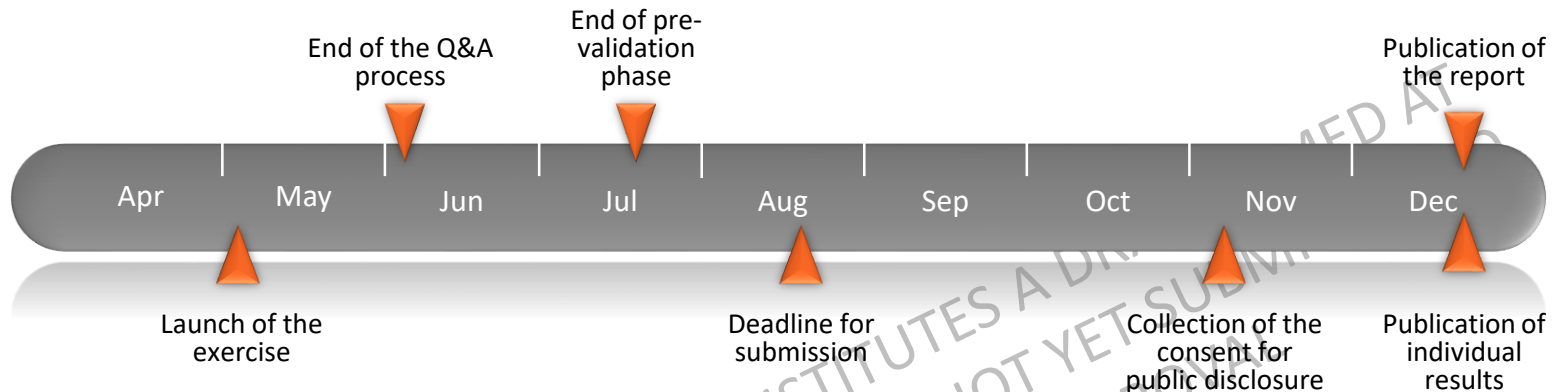 End of the Q&A
process
End of pre-
validation
phase
Publication of
the report
Apr
May
Jun
Jul
Aug
Sep
Oct
Nov
Dec
Launch of the
exercise
Deadline for
submission
Collection of the
consent for
public disclosure
Publication of
individual
results